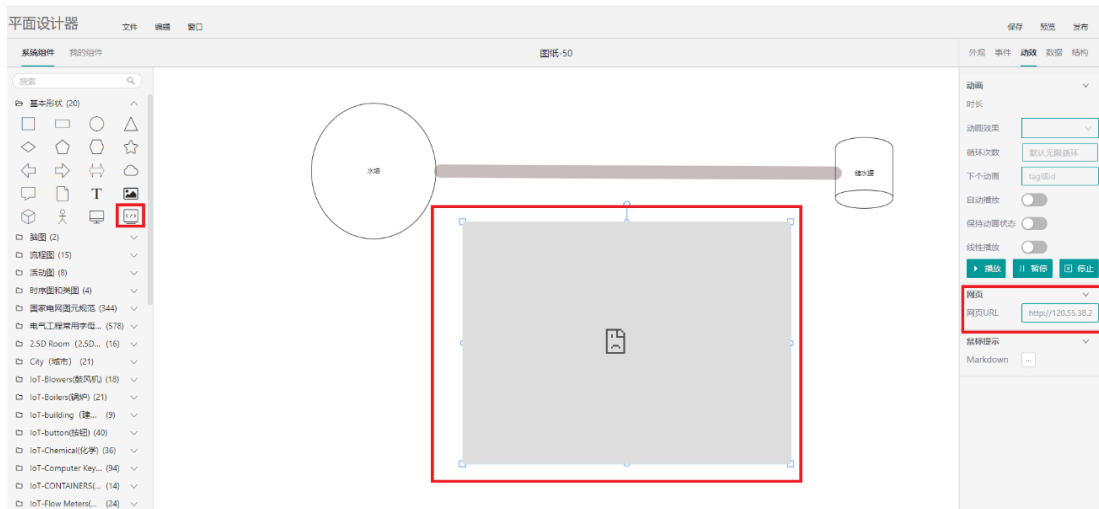 平面设计器 文件 编辑 窗口 保存 预览 发布
系统组件 我的组件 图纸-50 外观 事件 动效 数据 结构
搜索
基本形状 (20)
T
脑图 (2)
流程图 (15)
活动图 (8)
时序图和类图 (4)
国家电网图元规范 (344)
电气工程常用字母... (578)
2.5D Room（2.5D... (16)
City（城市） (21)
IoT-Blowers(鼓风机) (18)
IoT-Boilers(锅炉) (21)
IoT-building（建... (9)
IoT-button(按钮) (40)
IoT-Chemical(化学) (36)
IoT-Computer Key... (94)
IoT-CONTAINERS(... (14)
IoT-Flow Meters(... (24)
水塔
储水罐
动画
时长
动画效果
循环次数 默认无限循环
下个动画 tag或id
自动播放
保持动画状态
线性播放
播放 暂停 停止
网页
网页URL http://120.55.38.2
鼠标提示
Markdown ...